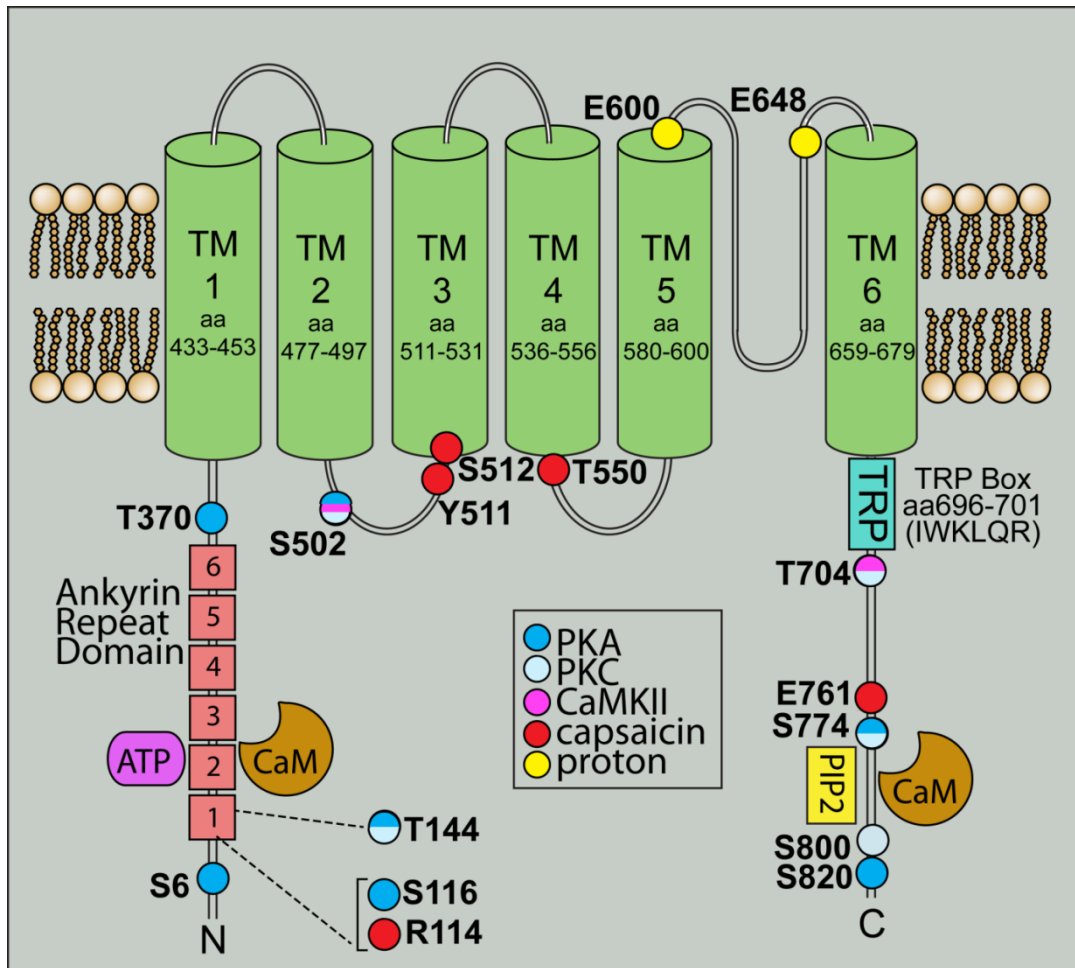 E600
E648
TM
1
aa
433-453
TM
2
aa
477-497
TM
3
aa
511-531
TM
4
aa
536-556
TM
5
aa
580-600
TM
6
aa
659-679
S512
T550
Y511
S502
T370
TRP
TRP Box
aa696-701
(IWKLQR)
T704
Ankyrin
Repeat
Domain
6
5
4
3
2
1
ATP
CaM
PKA
PKC
CaMKII
capsaicin
proton
E761
S774
PIP2
CaM
S800
S820
C
T144
S116
R114
S6
N